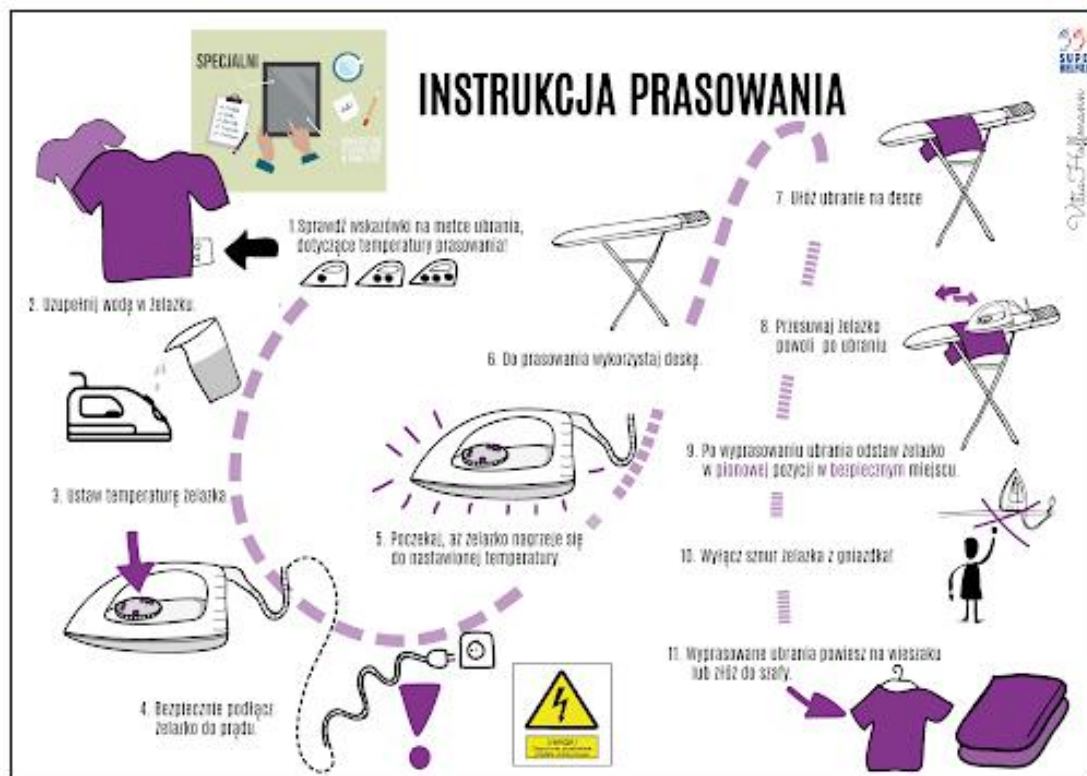 SPECJALNI
INSTRUKCJA PRASOWANIA
1.Sprawdź wskazówki na metce ubrania,
dotyczące temperatury prasowania!
2. Uzupełnij wodę w żelazku.
3. Ustaw temperaturę żelazka.
4. Bezpiecznie podłącz
żelazko do prądu.
5. Poczekaj, aż żelazko nagrzeje się
do nastawionej temperatury.
6. Do prasowania wykorzystaj deskę.
7. Ułóż ubranie na desce
8. Przesuwaj żelazko
powoli po ubraniu
9. Po wyprasowaniu ubrania odstaw żelazko
w pionowej pozycji w bezpiecznym miejscu.
10. Wyłącz sznur żelazka z gniazdka!
11. Wyprasowane ubrania powieś na wieszaku
lub złóż do szafy.
Hoffmann